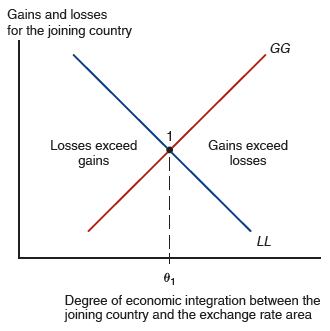 Gains and losses
for the joining country
GG
1
Losses exceed
gains
Gains exceed
losses
LL
θ1
Degree of economic integration between the
joining country and the exchange rate area